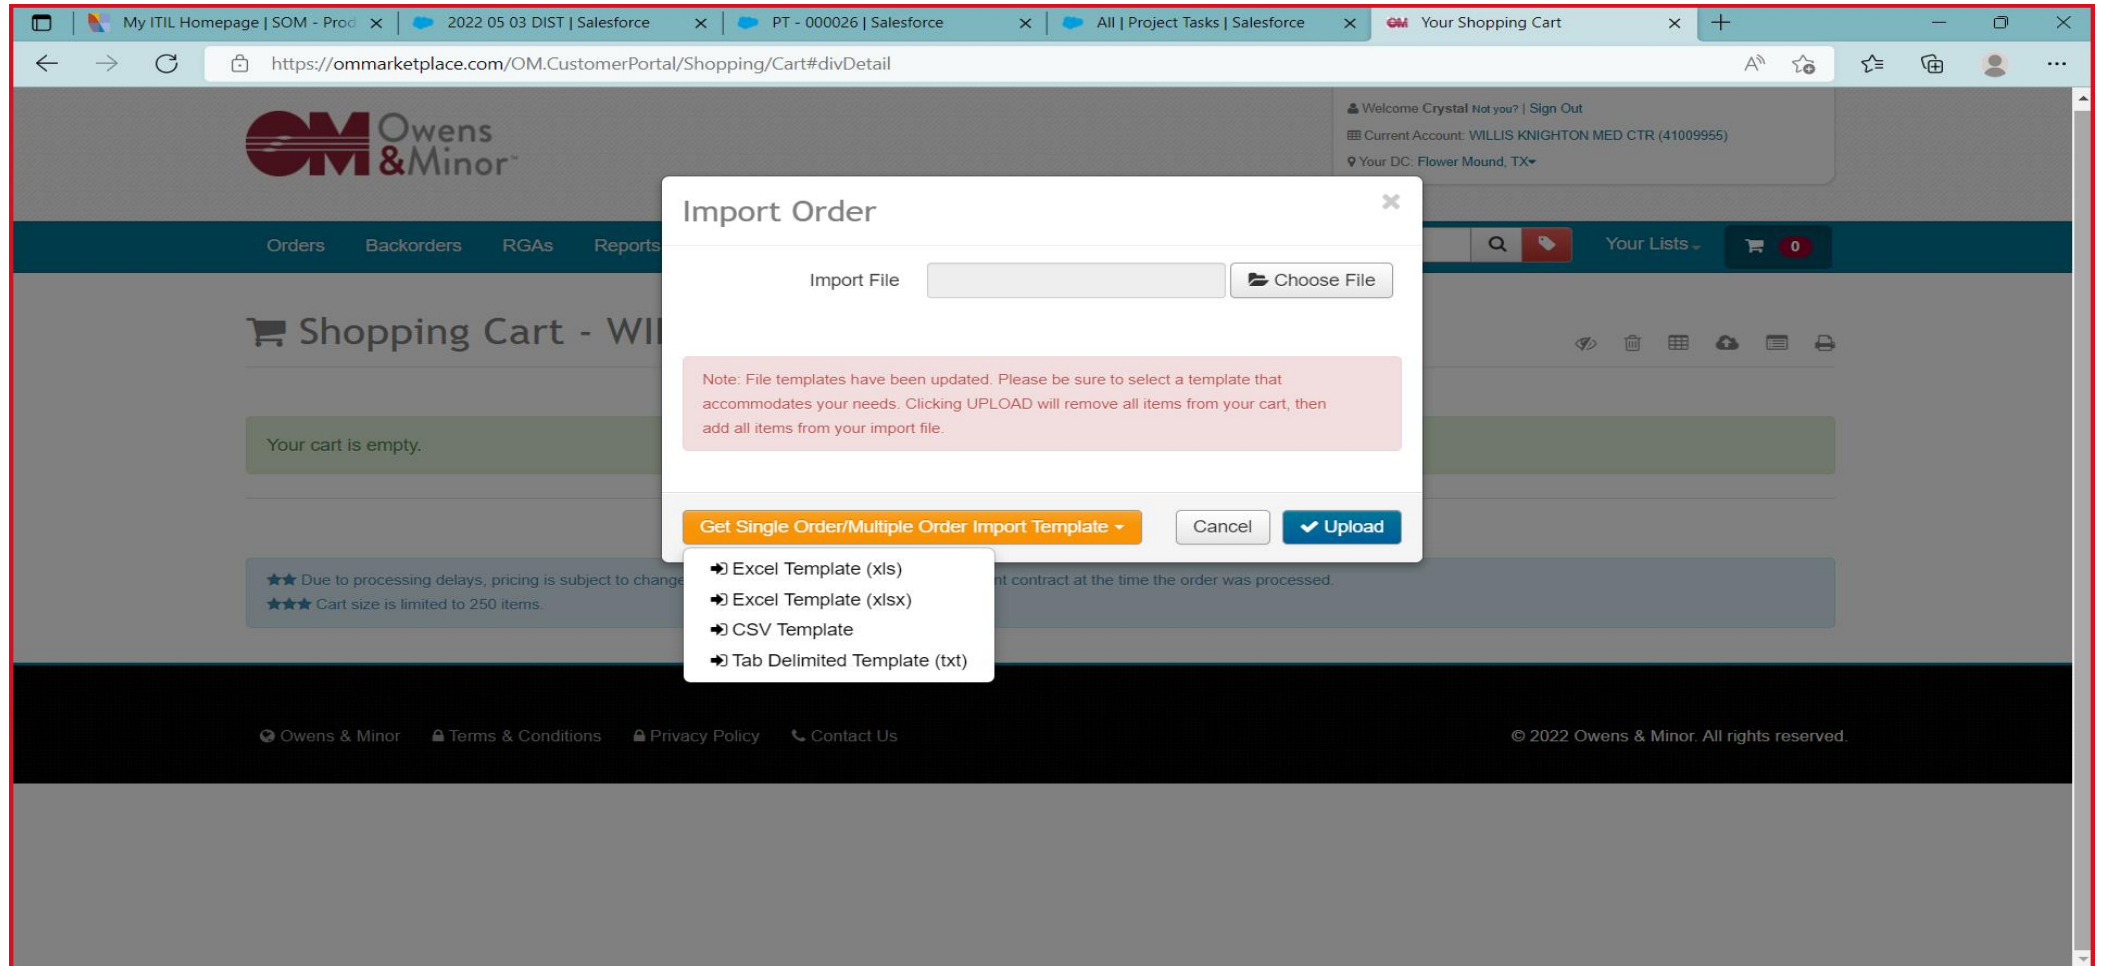 My ITIL Homepage | SOM - Prod
2022 05 03 DIST | Salesforce
PT - 000026 | Salesforce
All | Project Tasks | Salesforce
OM Your Shopping Cart
https://ommarketplace.com/OM.CustomerPortal/Shopping/Cart#divDetail
OM Owens
&Minor™
Welcome Crystal Not you? | Sign Out
Current Account: WILLIS KNIGHTON MED CTR (41009955)
Your DC: Flower Mound, TX
Import Order
Orders Backorders RGAs Reports
Your Lists
0
Import File
Choose File
Shopping Cart - WIL
Note: File templates have been updated. Please be sure to select a template that
accommodates your needs. Clicking UPLOAD will remove all items from your cart, then
add all items from your import file.
Your cart is empty.
Get Single Order/Multiple Order Import Template
Cancel
Upload
Excel Template (xls)
Excel Template (xlsx)
CSV Template
Tab Delimited Template (txt)
★★ Due to processing delays, pricing is subject to change nt contract at the time the order was processed.
★★★ Cart size is limited to 250 items.
Owens & Minor Terms & Conditions Privacy Policy Contact Us
© 2022 Owens & Minor. All rights reserved.